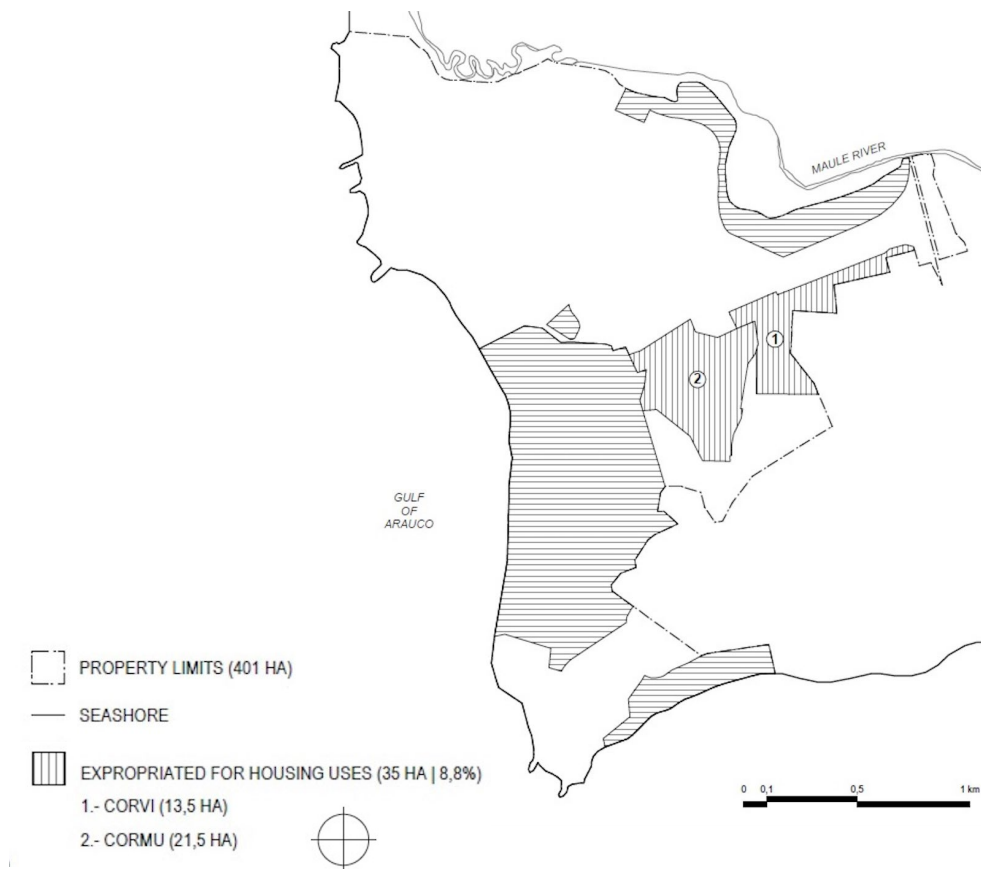 MAULE RIVER
1
2
GULF
OF
ARAUCO
PROPERTY LIMITS (401 HA)
SEASHORE
EXPROPRIATED FOR HOUSING USES (35 HA | 8,8%)
1.- CORVI (13,5 HA)
2.- CORMU (21,5 HA)
0 0,1 0,5 1 km